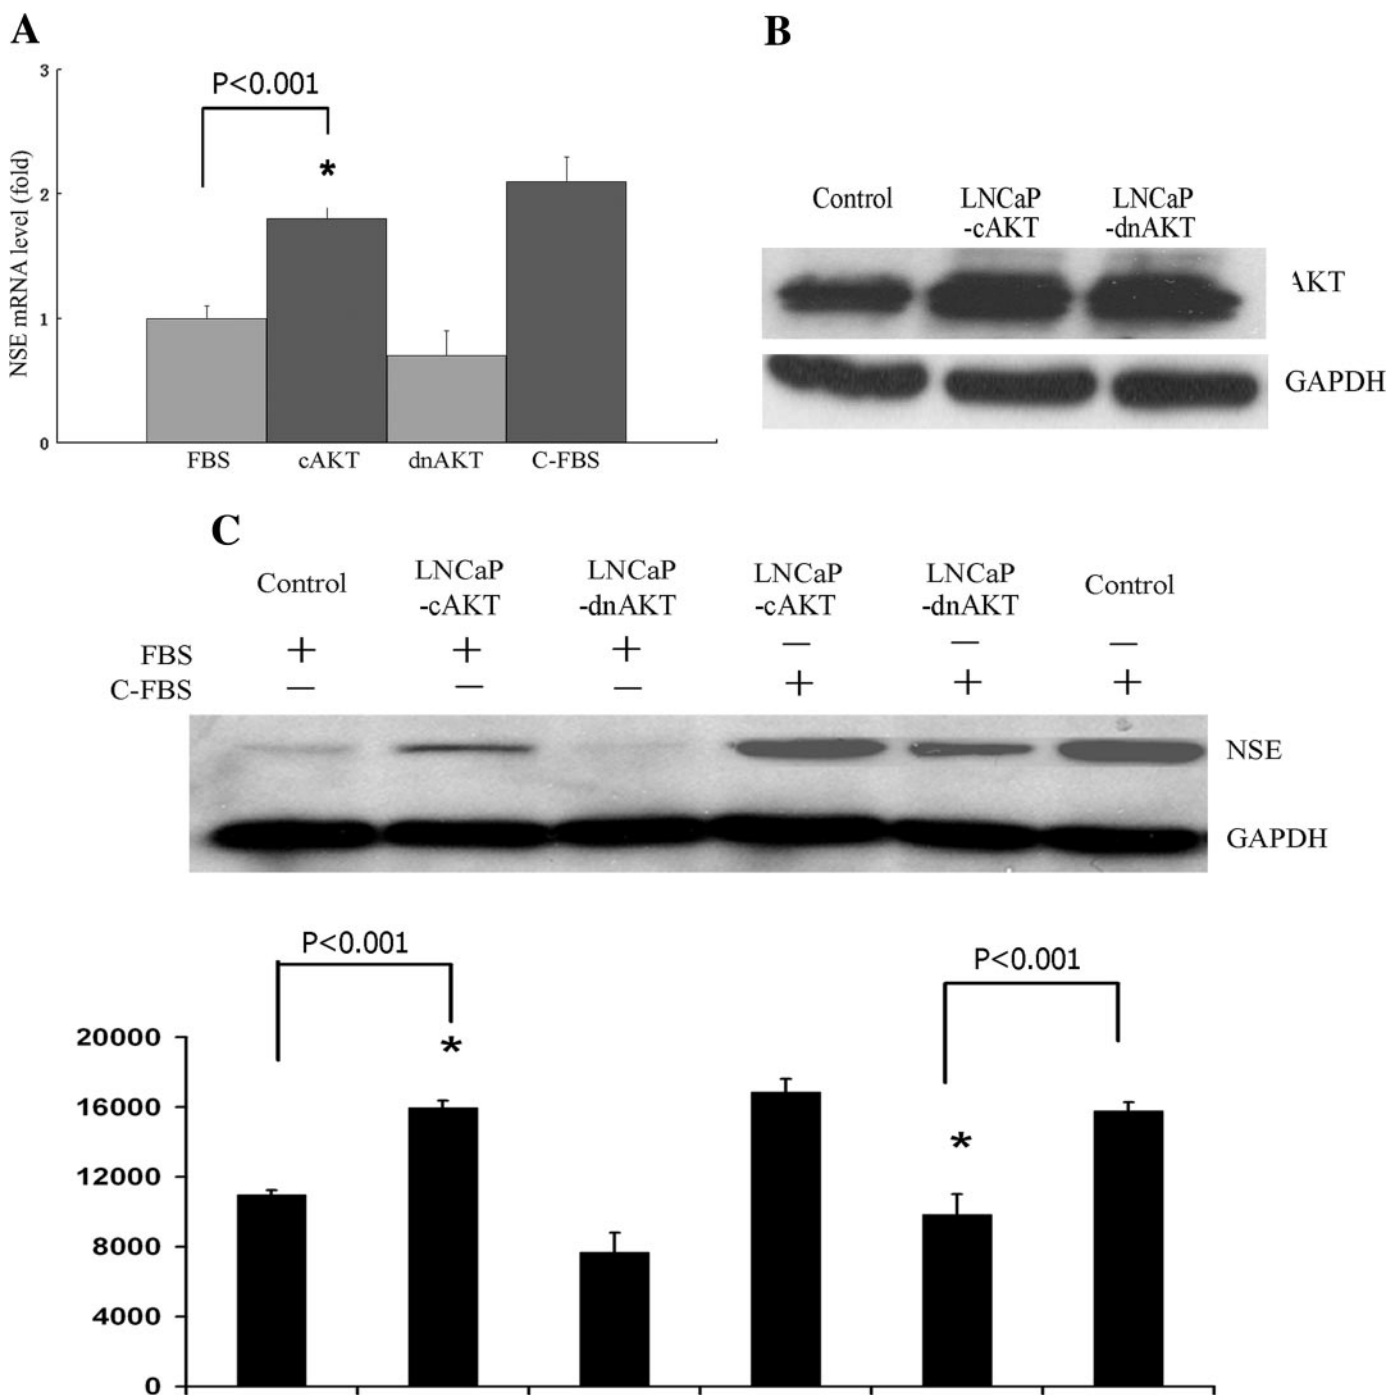 A
3
P<0.001
*
2
NSE mRNA level (fold)
1
0
FBS cAKT dnAKT C-FBS
B
Control LNCaP LNCaP
-cAKT -dnAKT
AKT
GAPDH
C
Control LNCaP LNCaP LNCaP LNCaP Control
-cAKT -dnAKT -cAKT -dnAKT
FBS + + + — — —
C-FBS — — — + + +
NSE
GAPDH
P<0.001 P<0.001
20000 *
16000
12000 *
8000
4000
0